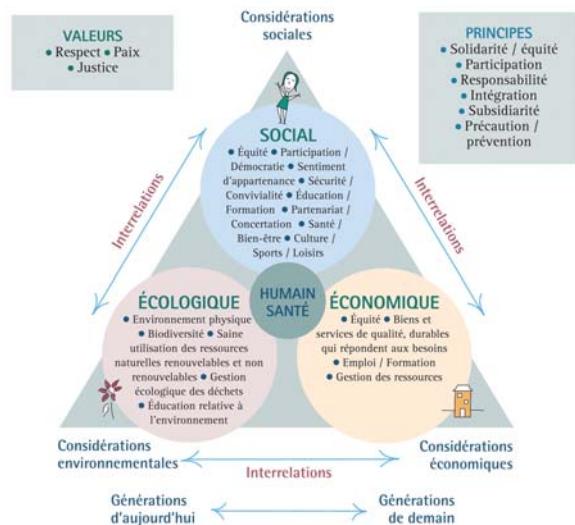 Considérations
sociales
VALEURS
• Respect • Paix
• Justice
PRINCIPES
• Solidarité / équité
• Participation
• Responsabilité
• Intégration
• Subsidiarité
• Précaution /
prévention
SOCIAL
• Équité • Participation /
Démocratie • Sentiment
d'appartenance • Sécurité /
Convivialité • Éducation /
Formation • Partenariat /
Concertation • Santé /
Bien-être • Culture /
Sports / Loisirs
Interrelations
Interrelations
HUMAIN
SANTÉ
ÉCOLOGIQUE
• Environnement physique
• Biodiversité • Saine
utilisation des ressources
naturelles renouvelables et non
renouvelables • Gestion
écologique des déchets
• Éducation relative à
l'environnement
ÉCONOMIQUE
• Équité • Biens et
services de qualité, durables
qui répondent aux besoins
• Emploi / Formation
• Gestion des ressources
Considérations
environnementales
Interrelations
Considérations
économiques
Générations
d'aujourd'hui
Générations
de demain